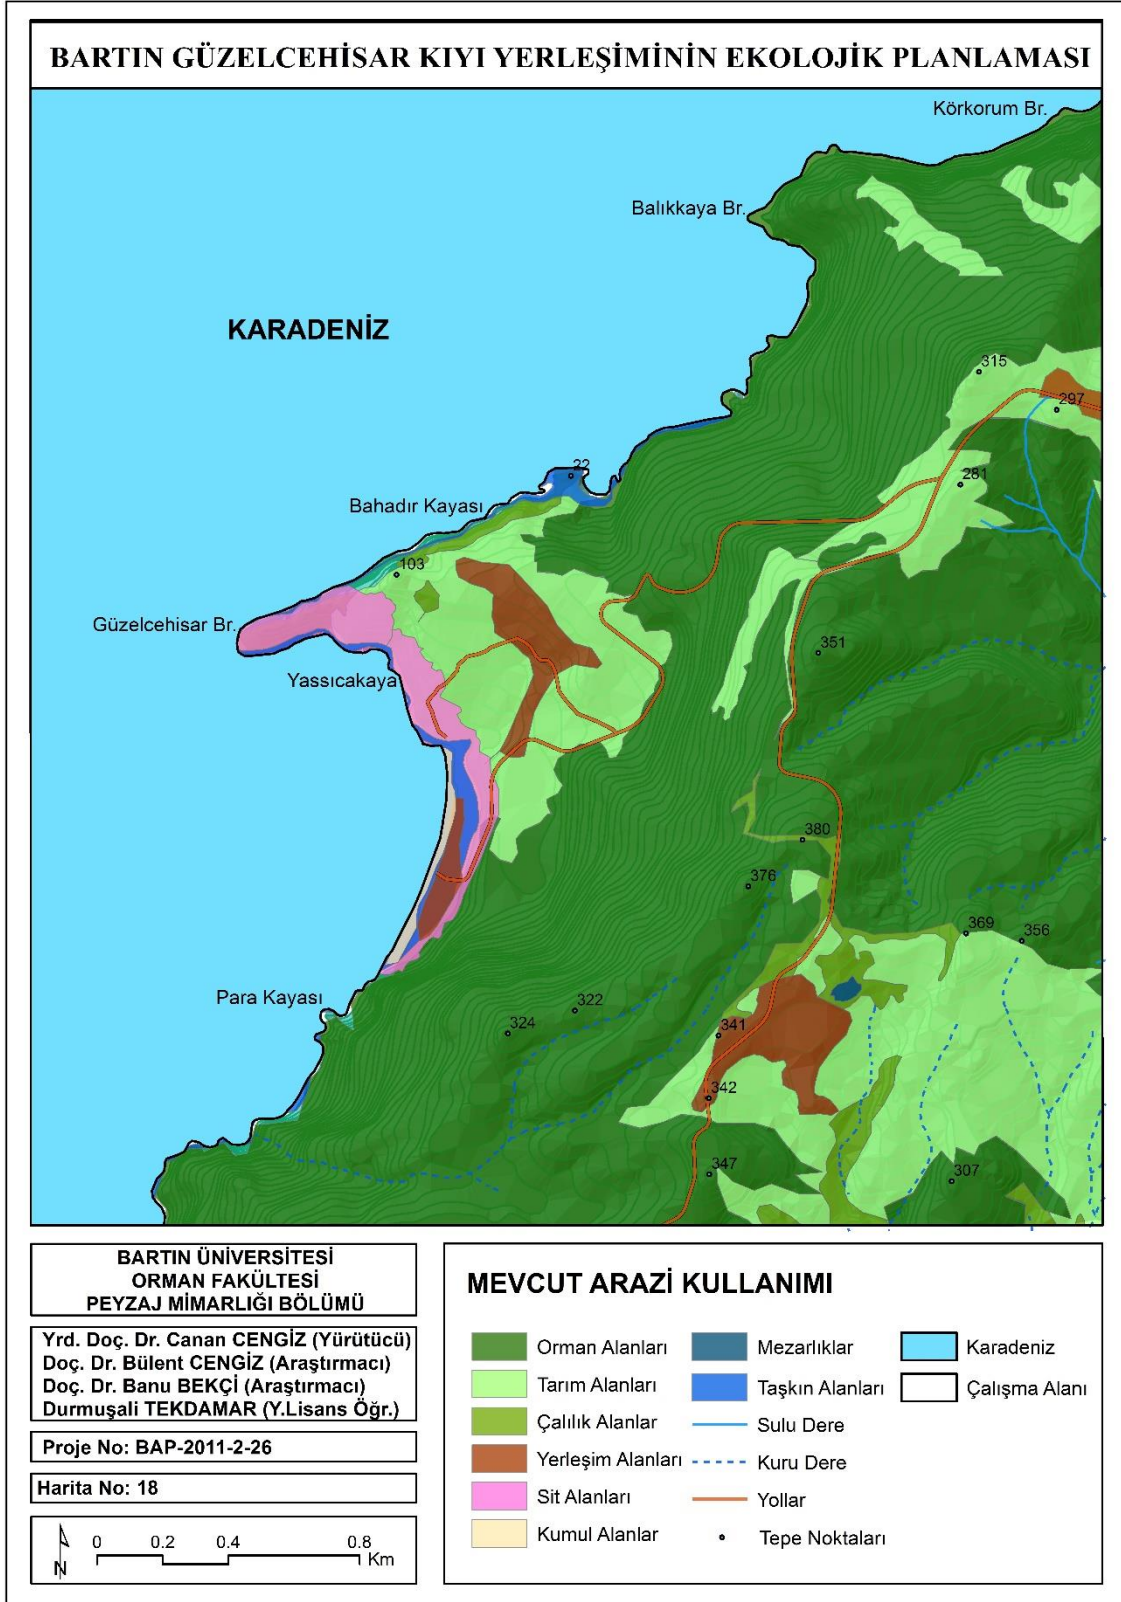 BARTIN GÜZELCEHİSAR KIYI YERLEŞİMİNİN EKOLOJİK PLANLAMASI
Körkorum Br.
Balıkkaya Br.
KARADENİZ
315
297
22
281
Bahadır Kayası
103
Güzelcehisar Br.
351
Yassıcakaya
380
376
369
356
Para Kayası
322
324
341
342
347
307
BARTIN ÜNİVERSİTESİ
ORMAN FAKÜLTESİ
PEYZAJ MİMARLIĞI BÖLÜMÜ
Yrd. Doç. Dr. Canan CENGİZ (Yürütücü)
Doç. Dr. Bülent CENGİZ (Araştırmacı)
Doç. Dr. Banu BEKÇİ (Araştırmacı)
Durmuşali TEKDAMAR (Y.Lisans Öğr.)
Proje No: BAP-2011-2-26
Harita No: 18
N
0 0.2 0.4 0.8
Km
MEVCUT ARAZİ KULLANIMI
Orman Alanları
Tarım Alanları
Çalılık Alanlar
Yerleşim Alanları
Sit Alanları
Kumul Alanlar
Mezarlıklar
Taşkın Alanları
Sulu Dere
Kuru Dere
Yollar
Tepe Noktaları
Karadeniz
Çalışma Alanı